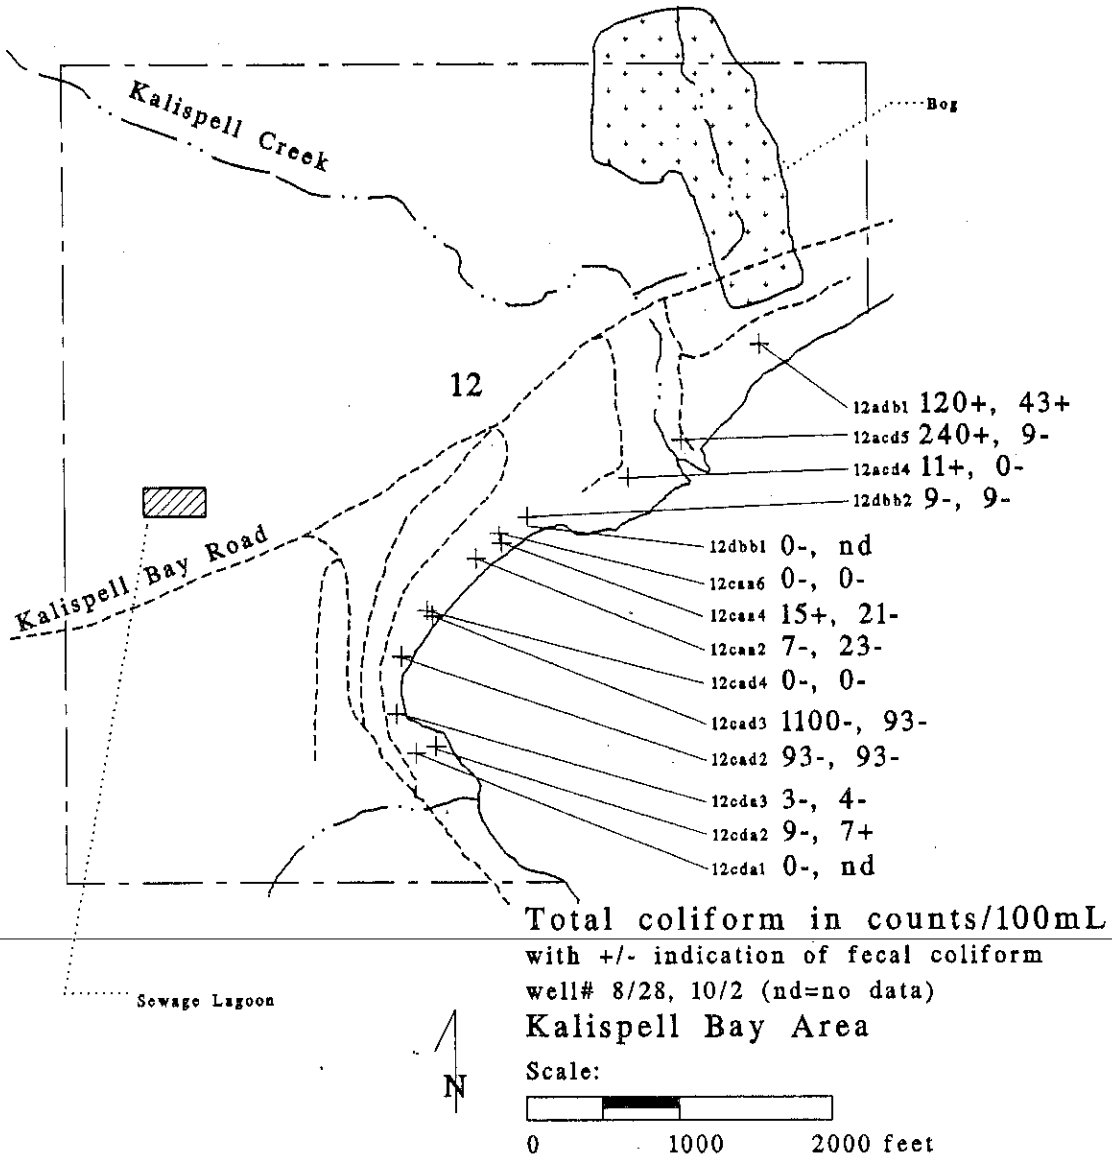 Kalispell Creek
Bog
12
12adb1 120+, 43+
12acd5 240+, 9-
12acd4 11+, 0-
12dbb2 9-, 9-
12dbb1 0-, nd
12caa6 0-, 0-
12caa4 15+, 21-
12caa2 7-, 23-
12cad4 0-, 0-
12cad3 1100-, 93-
12cad2 93-, 93-
12cda3 3-, 4-
12cda2 9-, 7+
12cda1 0-, nd
Kalispell Bay Road
Sewage Lagoon
Total coliform in counts/100mL
with +/- indication of fecal coliform
well# 8/28, 10/2 (nd=no data)
Kalispell Bay Area
Scale:
N
0 1000 2000 feet